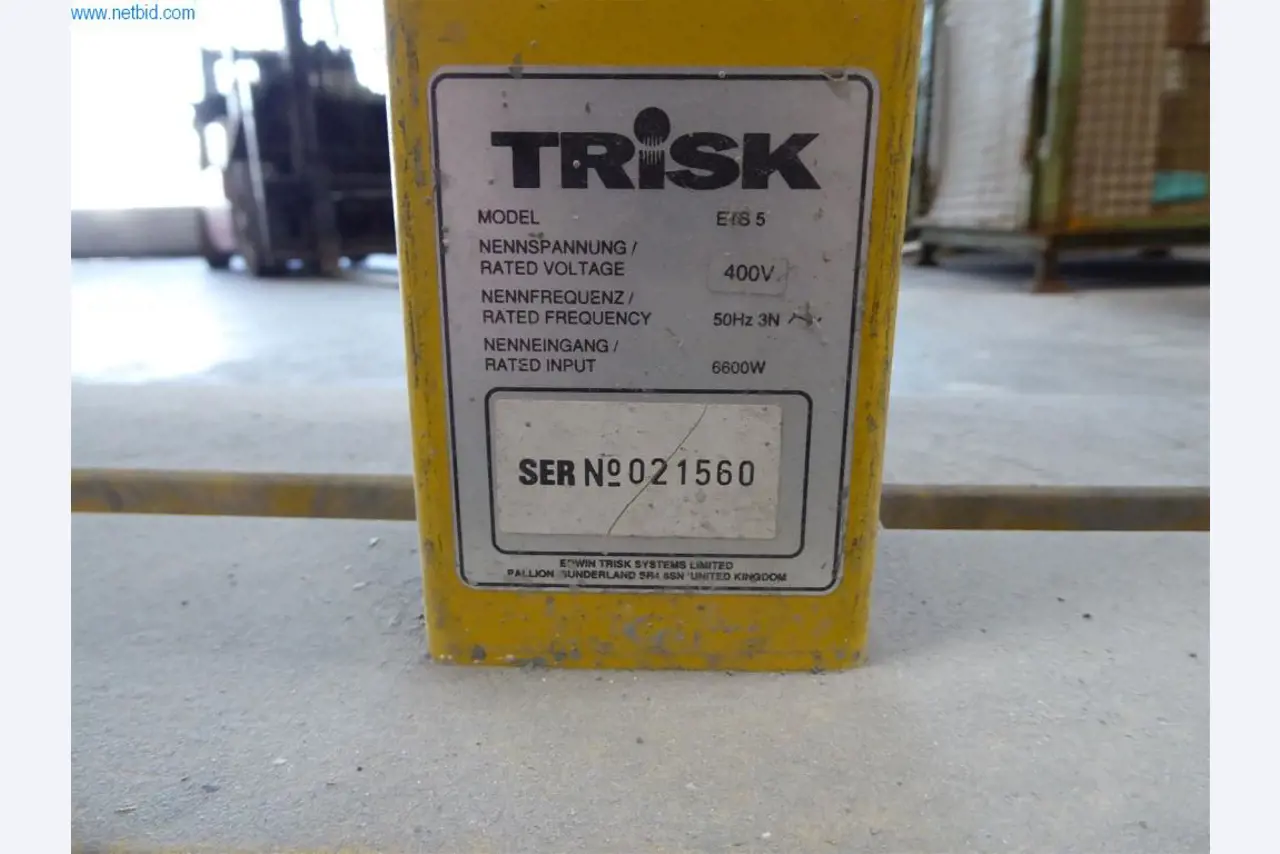 www.netbid.com
TRiSK
MODEL ETS 5
NENNSPANNUNG /
RATED VOLTAGE 400V
NENNFREQUENZ /
RATED FREQUENCY 50Hz 3N
NENNEINGANG /
RATED INPUT 6600W
SER Nº 021560
EDWIN TRISK SYSTEMS LIMITED
PALLION SUNDERLAND SR4 6SN UNITED KINGDOM